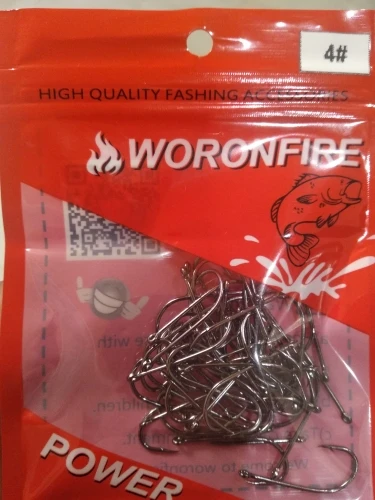 4#
HIGH QUALITY FASHING ACCESSORIES
WORONFIRE
POWER